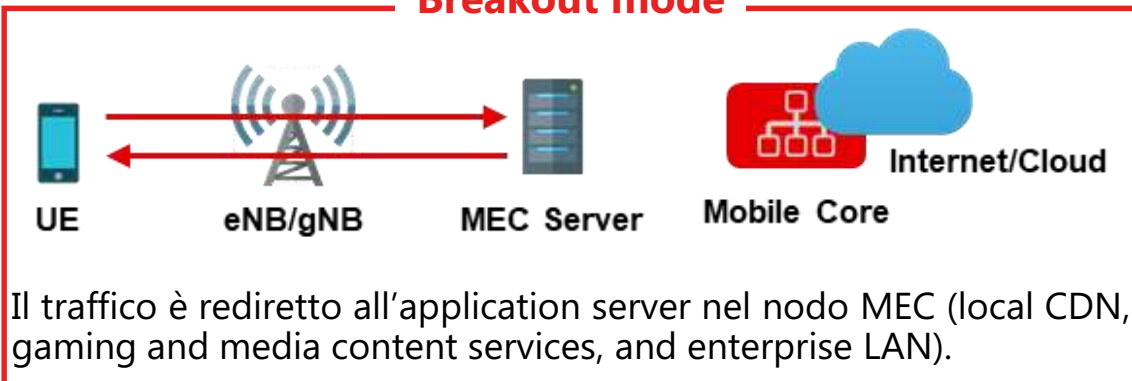 Breakout mode
Internet/Cloud
UE eNB/gNB MEC Server Mobile Core
Il traffico è rediretto all’application server nel nodo MEC (local CDN,
gaming and media content services, and enterprise LAN).